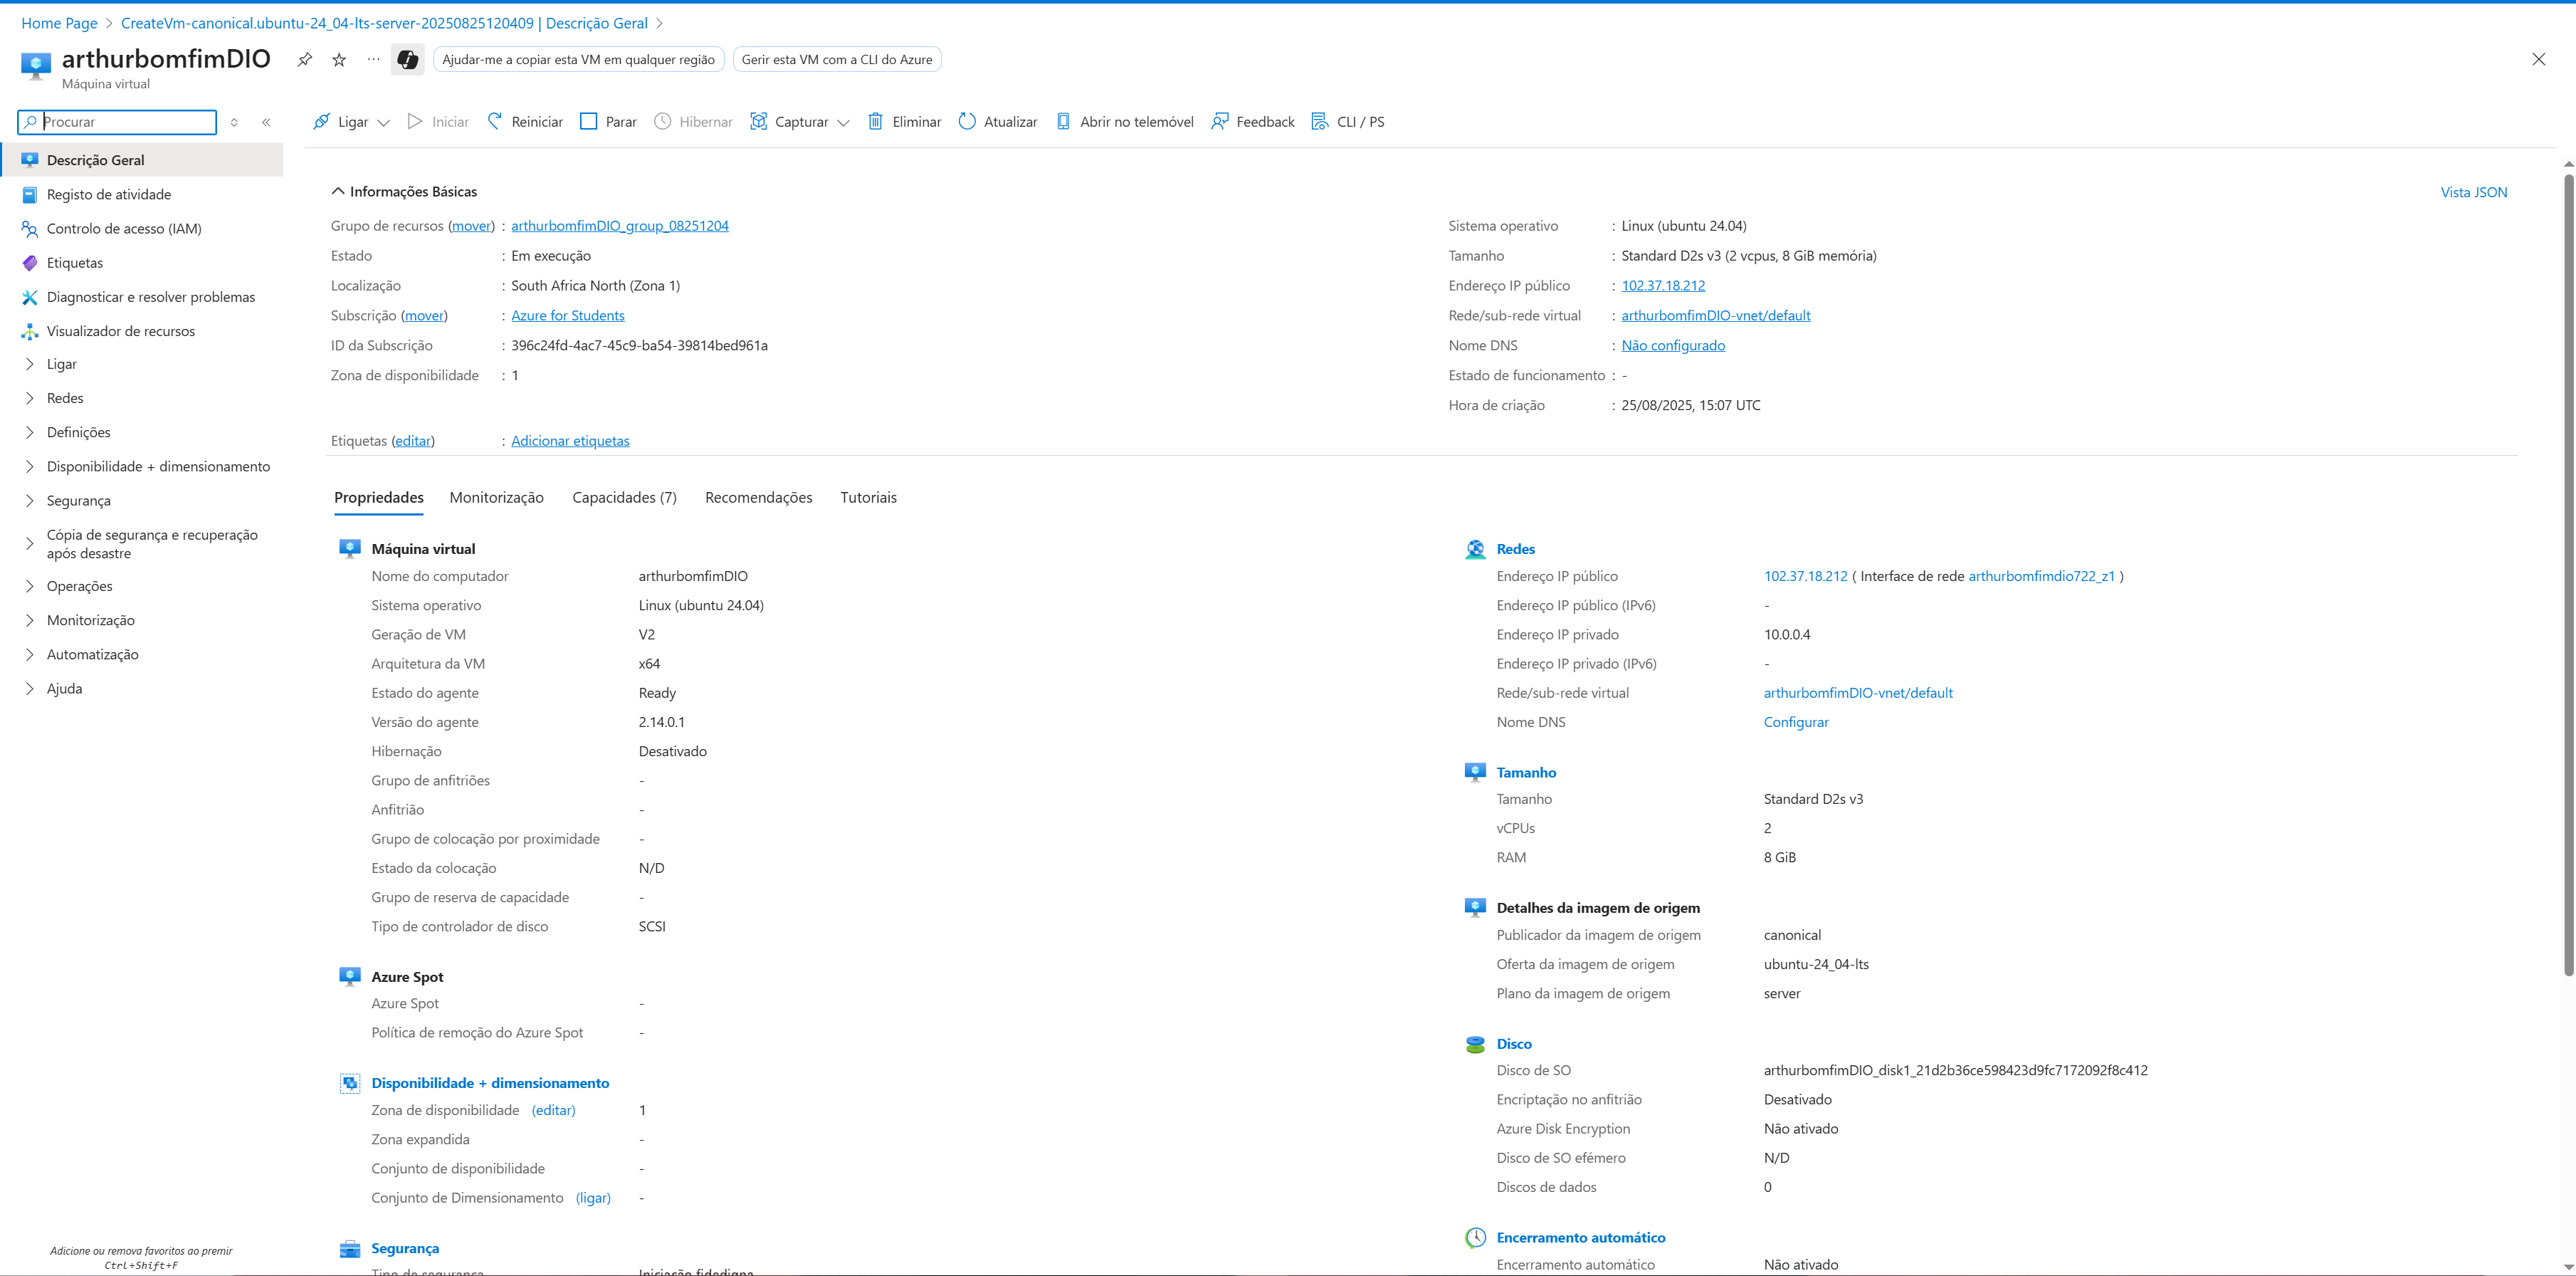 Home Page > CreateVm-canonical.ubuntu-24_04-lts-server-20250825120409 | Descrição Geral >
arthurbomfimDIO
Ajudar-me a copiar esta VM em qualquer região
Gerir esta VM com a CLI do Azure
Máquina virtual
Procurar
Ligar Iniciar Reiniciar Parar Hibernar Capturar Eliminar Atualizar Abrir no telemóvel Feedback CLI / PS
Descrição Geral
Registo de atividade
Controlo de acesso (IAM)
Etiquetas
Diagnosticar e resolver problemas
Visualizador de recursos
Ligar
Redes
Definições
Disponibilidade + dimensionamento
Segurança
Cópia de segurança e recuperação
após desastre
Operações
Monitorização
Automatização
Ajuda
Adicione ou remova favoritos ao premir
Ctrl+Shift+F
Informações Básicas
Vista JSON
Grupo de recursos (mover) : arthurbomfimDIO_group_08251204
Estado : Em execução
Localização : South Africa North (Zona 1)
Subscrição (mover) : Azure for Students
ID da Subscrição : 396c24fd-4ac7-45c9-ba54-39814bed961a
Zona de disponibilidade : 1
Sistema operativo : Linux (ubuntu 24.04)
Tamanho : Standard D2s v3 (2 vcpus, 8 GiB memória)
Endereço IP público : 102.37.18.212
Rede/sub-rede virtual : arthurbomfimDIO-vnet/default
Nome DNS : Não configurado
Estado de funcionamento : -
Hora de criação : 25/08/2025, 15:07 UTC
Etiquetas (editar) : Adicionar etiquetas
Propriedades Monitorização Capacidades (7) Recomendações Tutoriais
Máquina virtual
Nome do computador arthurbomfimDIO
Sistema operativo Linux (ubuntu 24.04)
Geração de VM V2
Arquitetura da VM x64
Estado do agente Ready
Versão do agente 2.14.0.1
Hibernação Desativado
Grupo de anfitriões -
Anfitrião -
Grupo de colocação por proximidade -
Estado da colocação N/D
Grupo de reserva de capacidade -
Tipo de controlador de disco SCSI
Azure Spot
Azure Spot -
Política de remoção do Azure Spot -
Disponibilidade + dimensionamento
Zona de disponibilidade (editar) 1
Zona expandida -
Conjunto de disponibilidade -
Conjunto de Dimensionamento (ligar) -
Segurança
Tipo de segurança Iniciação fidedigna
Redes
Endereço IP público 102.37.18.212 ( Interface de rede arthurbomfimdio722_z1 )
Endereço IP público (IPv6) -
Endereço IP privado 10.0.0.4
Endereço IP privado (IPv6) -
Rede/sub-rede virtual arthurbomfimDIO-vnet/default
Nome DNS Configurar
Tamanho
Tamanho Standard D2s v3
vCPUs 2
RAM 8 GiB
Detalhes da imagem de origem
Publicador da imagem de origem canonical
Oferta da imagem de origem ubuntu-24_04-lts
Plano da imagem de origem server
Disco
Disco de SO arthurbomfimDIO_disk1_21d2b36ce598423d9fc7172092f8c412
Encriptação no anfitrião Desativado
Azure Disk Encryption Não ativado
Disco de SO efémero N/D
Discos de dados 0
Encerramento automático
Encerramento automático Não ativado